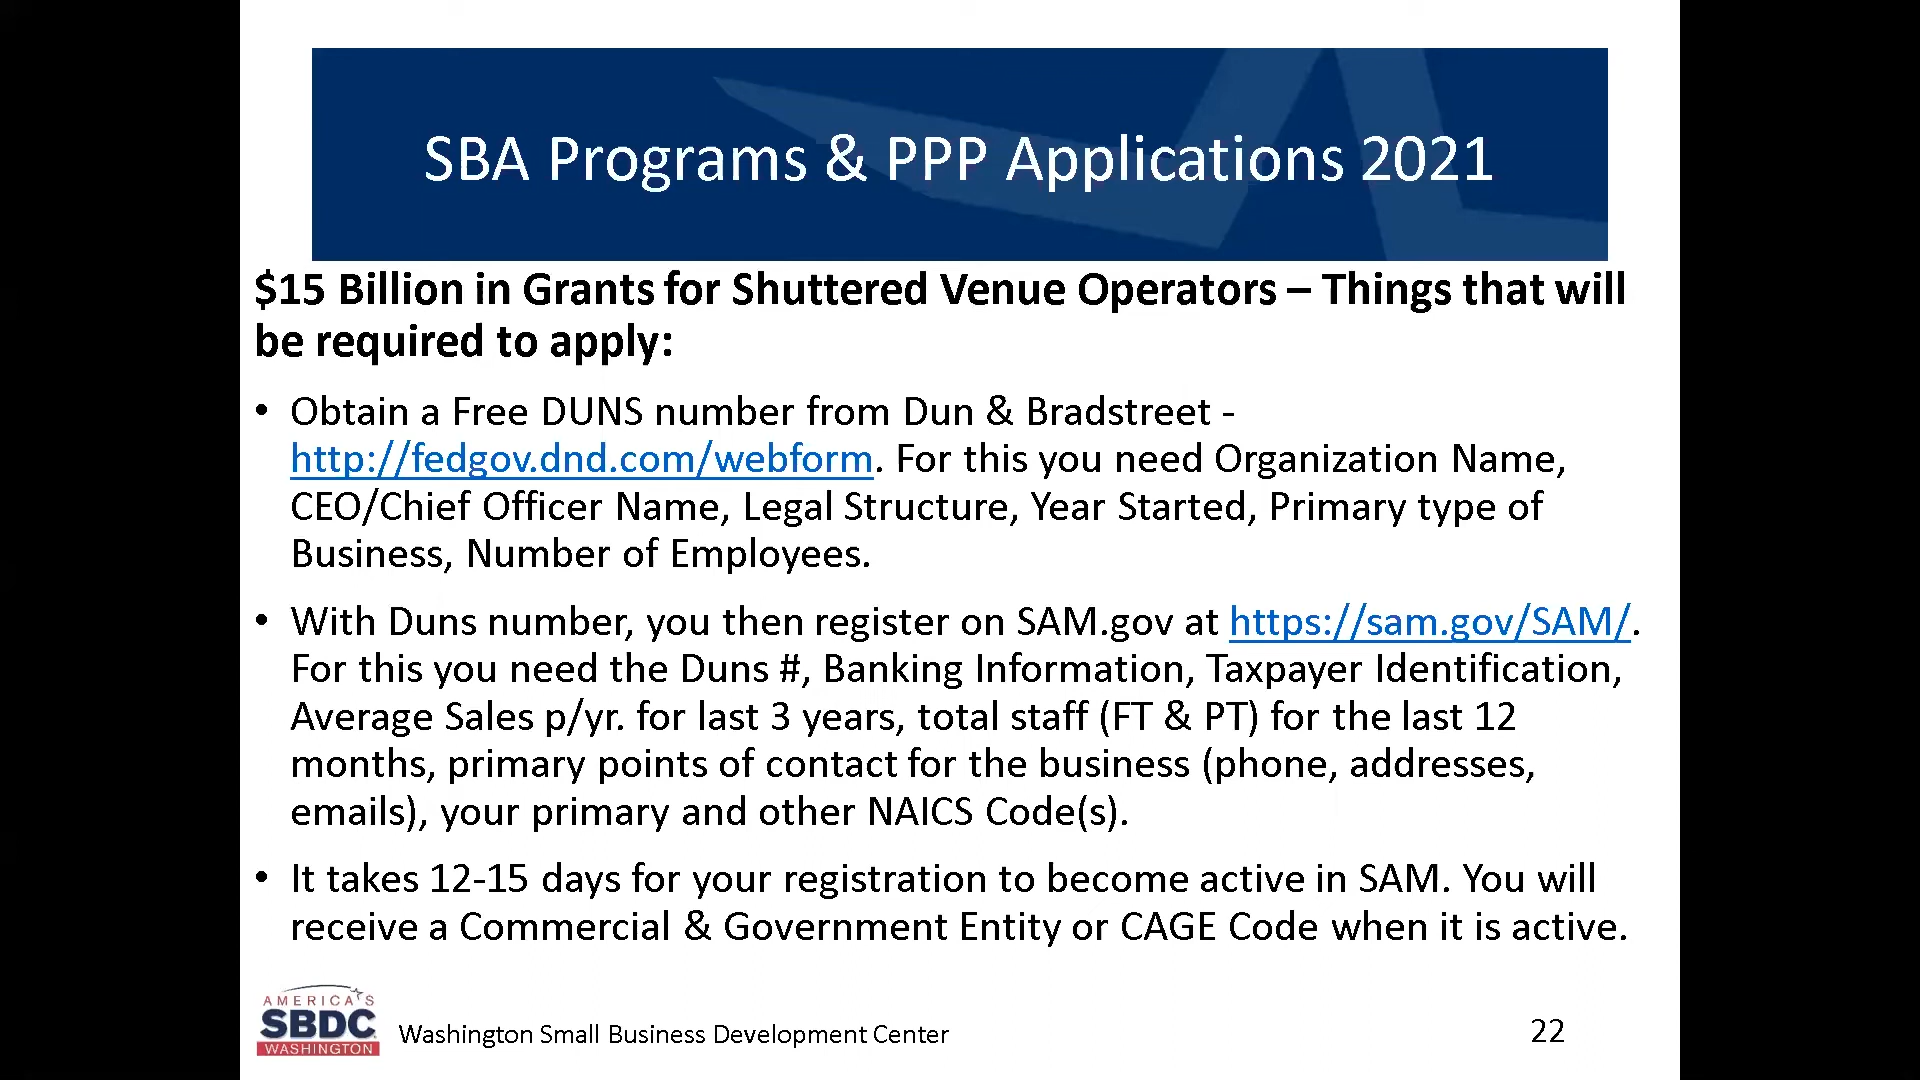 SBA Programs & PPP Applications 2021
$15 Billion in Grants for Shuttered Venue Operators – Things that will
be required to apply:
• Obtain a Free DUNS number from Dun & Bradstreet -
http://fedgov.dnd.com/webform. For this you need Organization Name,
CEO/Chief Officer Name, Legal Structure, Year Started, Primary type of
Business, Number of Employees.
• With Duns number, you then register on SAM.gov at https://sam.gov/SAM/.
For this you need the Duns #, Banking Information, Taxpayer Identification,
Average Sales p/yr. for last 3 years, total staff (FT & PT) for the last 12
months, primary points of contact for the business (phone, addresses,
emails), your primary and other NAICS Code(s).
• It takes 12-15 days for your registration to become active in SAM. You will
receive a Commercial & Government Entity or CAGE Code when it is active.
AMERICA'S
SBDC
WASHINGTON
Washington Small Business Development Center
22